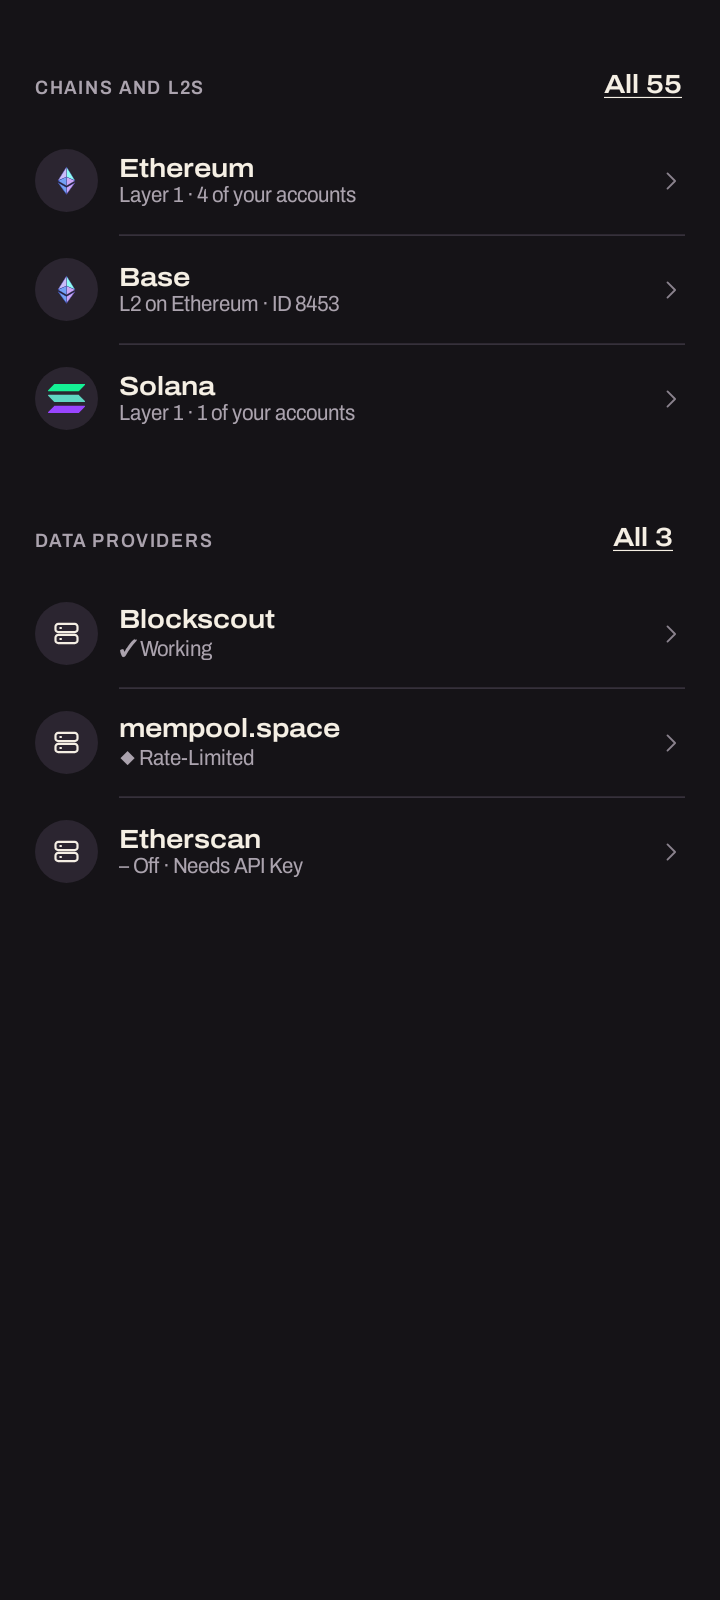 CHAINS AND L2S
All 55
Ethereum
Layer 1 · 4 of your accounts
Base
L2 on Ethereum · ID 8453
Solana
Layer 1 · 1 of your accounts
DATA PROVIDERS
All 3
Blockscout
✓ Working
mempool.space
◆ Rate-Limited
Etherscan
– Off · Needs API Key